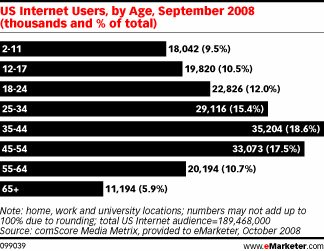 US Internet Users, by Age, September 2008
(thousands and % of total)
2-11 18,042 (9.5%)
12-17 19,820 (10.5%)
18-24 22,826 (12.0%)
25-34 29,116 (15.4%)
35-44 35,204 (18.6%)
45-54 33,073 (17.5%)
55-64 20,194 (10.7%)
65+ 11,194 (5.9%)
Note: home, work and university locations; numbers may not add up to
100% due to rounding; total US Internet audience=189,468,000
Source: comScore Media Metrix, provided to eMarketer, October 2008
099039 www.eMarketer.com